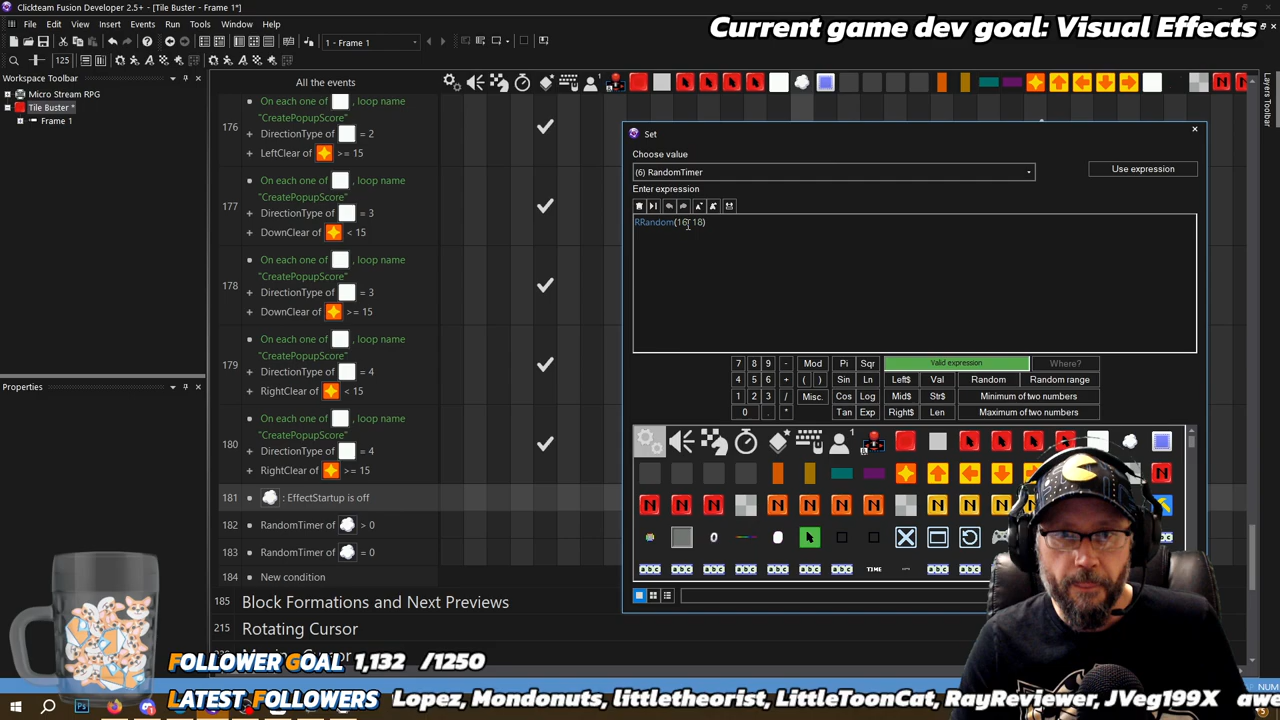 Clickteam Fusion Developer 2.5+ - [Tile Buster - Frame 1*]
Current game dev goal: Visual Effects
File Edit View Insert Events Run Tools Window Help
1 - Frame 1
123
Workspace Toolbar
Micro Stream RPG
Tile Buster *
Frame 1
Properties
Layers Toolbar
All the events
176
On each one of , loop name
"CreatePopupScore"
DirectionType of = 2
LeftClear of >= 15
177
On each one of , loop name
"CreatePopupScore"
DirectionType of = 3
DownClear of < 15
178
On each one of , loop name
"CreatePopupScore"
DirectionType of = 3
DownClear of >= 15
179
On each one of , loop name
"CreatePopupScore"
DirectionType of = 4
RightClear of < 15
180
On each one of , loop name
"CreatePopupScore"
DirectionType of = 4
RightClear of >= 15
181 : EffectStartup is off
182 RandomTimer of > 0
183 RandomTimer of = 0
184 New condition
185 Block Formations and Next Previews
215 Rotating Cursor
Set
Choose value
(6) RandomTimer
Use expression
Enter expression
RRandom(16, 18)
7 8 9 - Mod Pi Sqr Valid expression Where?
4 5 6 + ( ) Sin Ln Left$ Val Random Random range
1 2 3 / Misc. Cos Log Mid$ Str$ Minimum of two numbers
0 . * Tan Exp Right$ Len Maximum of two numbers
FOLLOWER GOAL 1,132 /1250
LATEST FOLLOWERS Lopez, Mondonuts, littletheorist, LittleToonCat, RayReviewer, JVeg199X
NUM